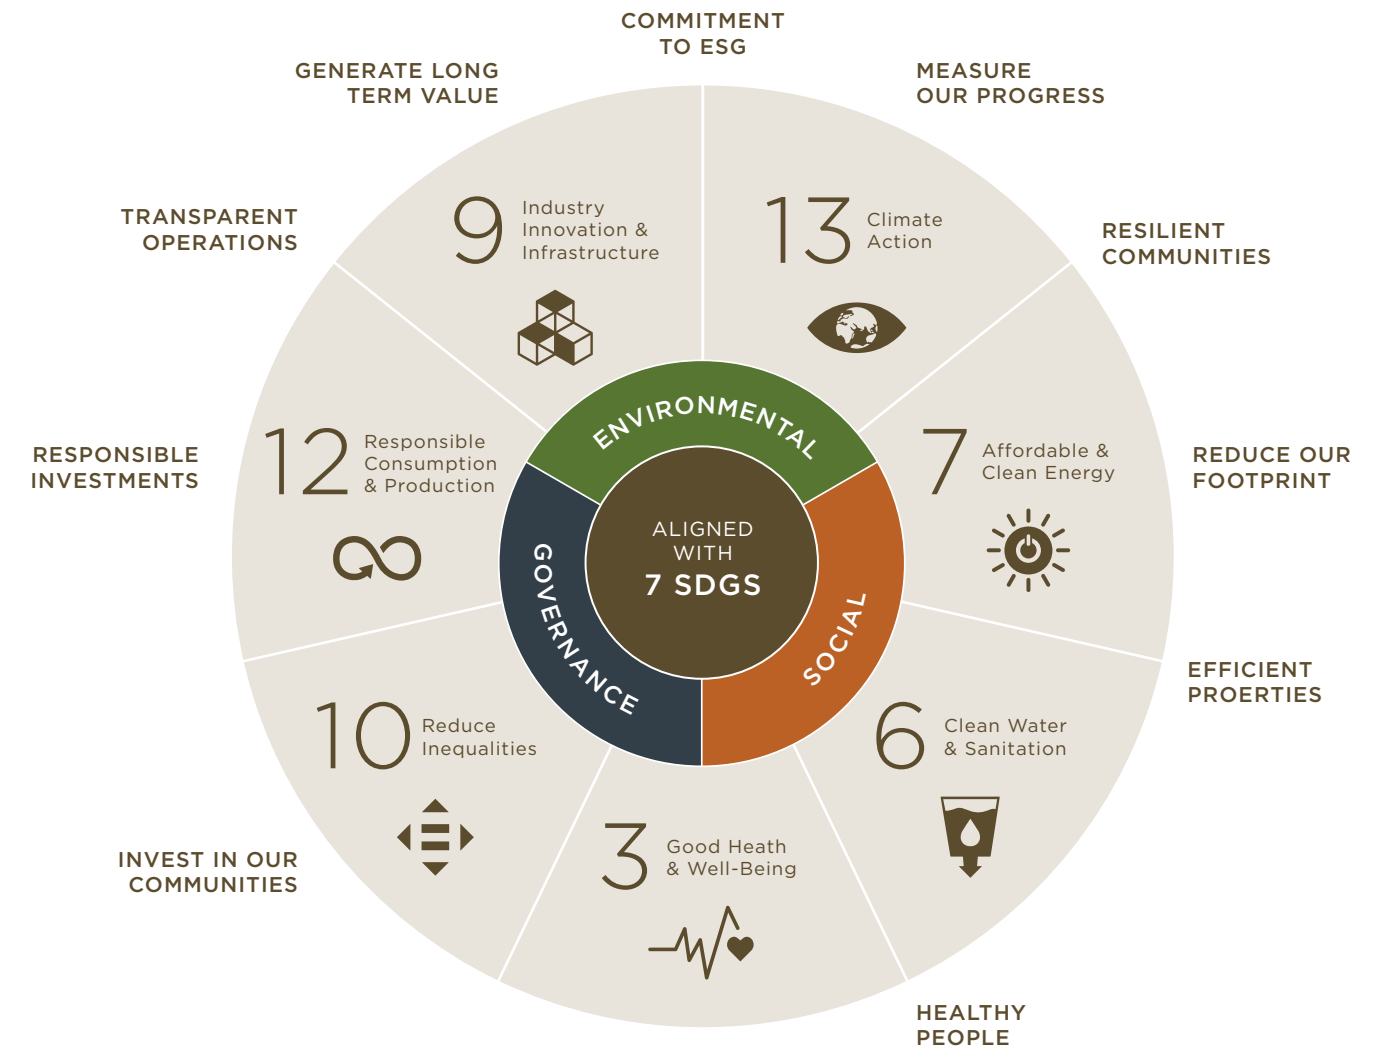 COMMITMENT
TO ESG
GENERATE LONG
TERM VALUE
MEASURE
OUR PROGRESS
TRANSPARENT
OPERATIONS
RESILIENT
COMMUNITIES
RESPONSIBLE
INVESTMENTS
REDUCE OUR
FOOTPRINT
EFFICIENT
PROERTIES
INVEST IN OUR
COMMUNITIES
HEALTHY
PEOPLE
9
Industry
Innovation &
Infrastructure
13
Climate
Action
12
Responsible
Consumption
& Production
7
Affordable &
Clean Energy
10
Reduce
Inequalities
6
Clean Water
& Sanitation
3
Good Heath
& Well-Being
ENVIRONMENTAL
GOVERNANCE
SOCIAL
ALIGNED
WITH
7 SDGS